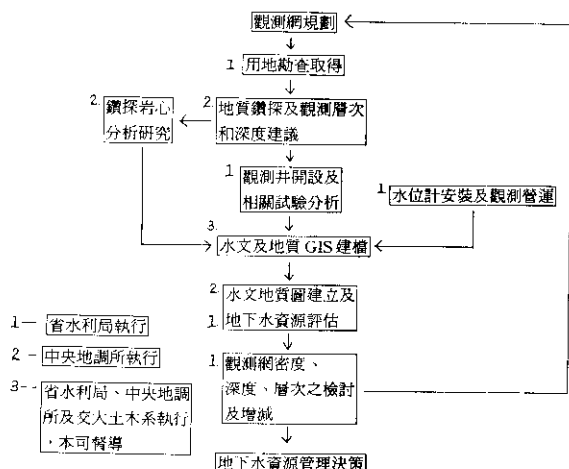 觀測網規劃
1 用地勘查取得
2. 鑽探岩心
分析研究
2. 地質鑽探及觀測層次
和深度建議
1 觀測井開設及
相關試驗分析
1 水位計安裝及觀測營運
3. 水文及地質 GIS 建檔
2. 水文地質圖建立及
1. 地下水資源評估
1. 觀測網密度、
深度、層次之檢討
及增減
地下水資源管理決策
1— 省水利局執行
2 - 中央地調所執行
3— 省水利局、中央地調
所及交大土木系執行
，本司督導